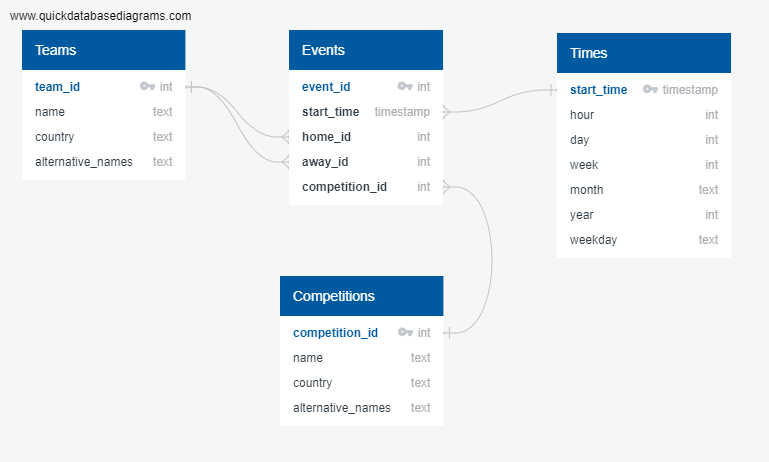 www.quickdatabasediagrams.com
Teams
team_id int
name text
country text
alternative_names text
Events
event_id int
start_time timestamp
home_id int
away_id int
competition_id int
Times
start_time timestamp
hour int
day int
week int
month text
year int
weekday text
Competitions
competition_id int
name text
country text
alternative_names text